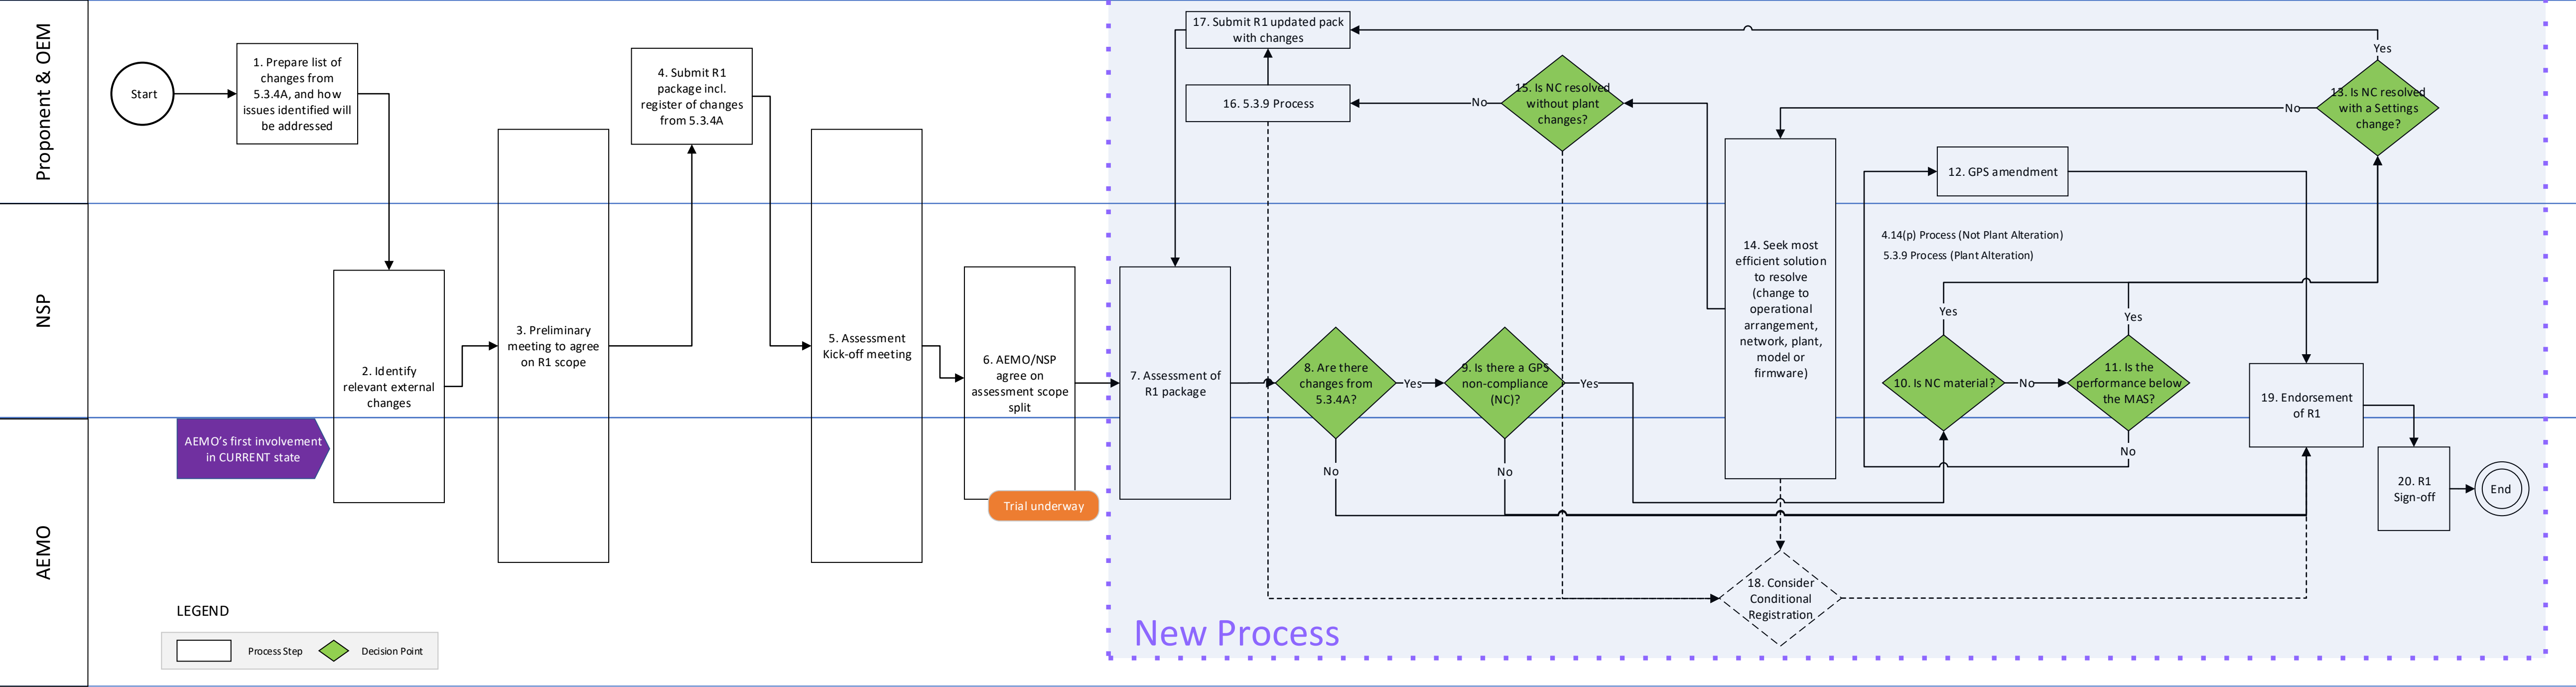 Proponent & OEM
NSP
AEMO
Start
1. Prepare list of
changes from
5.3.4A, and how
issues identified will
be addressed
2. Identify
relevant external
changes
AEMO's first involvement
in CURRENT state
3. Preliminary
meeting to agree
on R1 scope
4. Submit R1
package incl.
register of changes
from 5.3.4A
5. Assessment
Kick-off meeting
6. AEMO/NSP
agree on
assessment scope
split
Trial underway
7. Assessment of
R1 package
8. Are there
changes from
5.3.4A?
Yes
No
9. Is there a GPS
non-compliance
(NC)?
Yes
No
10. Is NC material?
Yes
No
11. Is the
performance below
the MAS?
Yes
No
12. GPS amendment
4.14(p) Process (Not Plant Alteration)
5.3.9 Process (Plant Alteration)
13. Is NC resolved
with a Settings
change?
Yes
No
14. Seek most
efficient solution
to resolve
(change to
operational
arrangement,
network, plant,
model or
firmware)
15. Is NC resolved
without plant
changes?
No
16. 5.3.9 Process
17. Submit R1 updated pack
with changes
18. Consider
Conditional
Registration
19. Endorsement
of R1
20. R1
Sign-off
End
New Process
LEGEND
Process Step
Decision Point